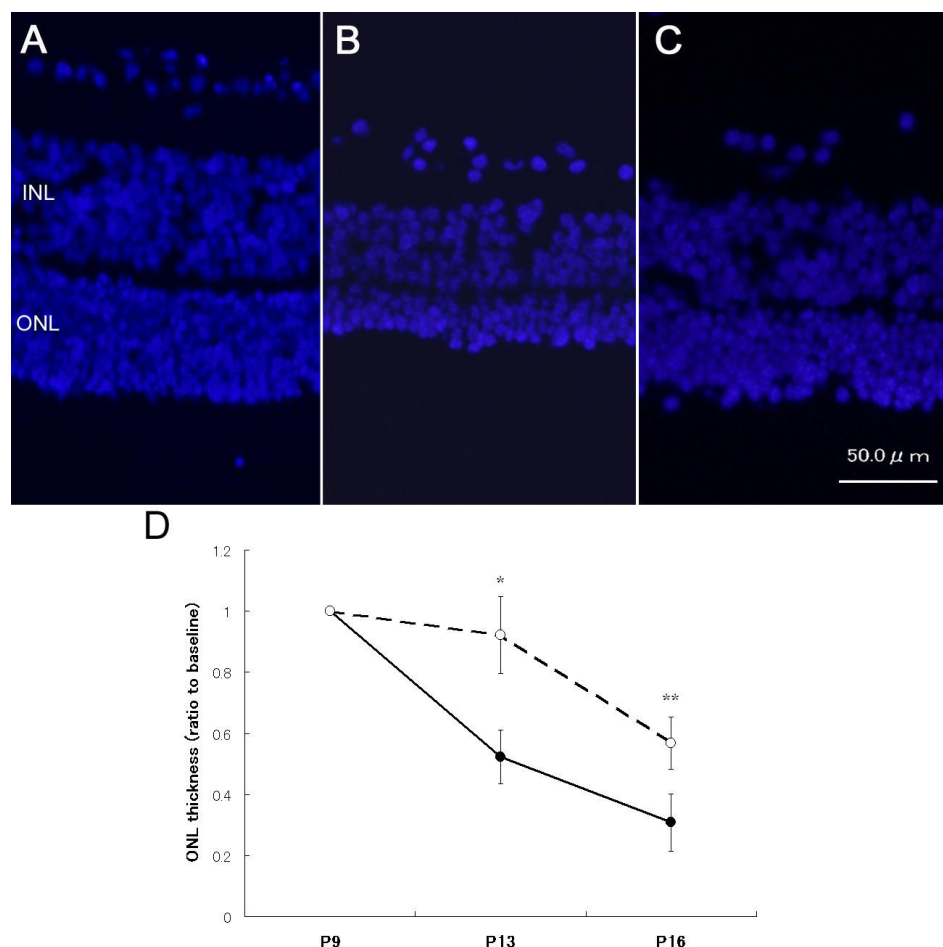 A
B
C
INL
ONL
50.0 μm
D
ONL thickness (ratio to baseline)
1.2
1
0.8
0.6
0.4
0.2
0
*
**
P9
P13
P16